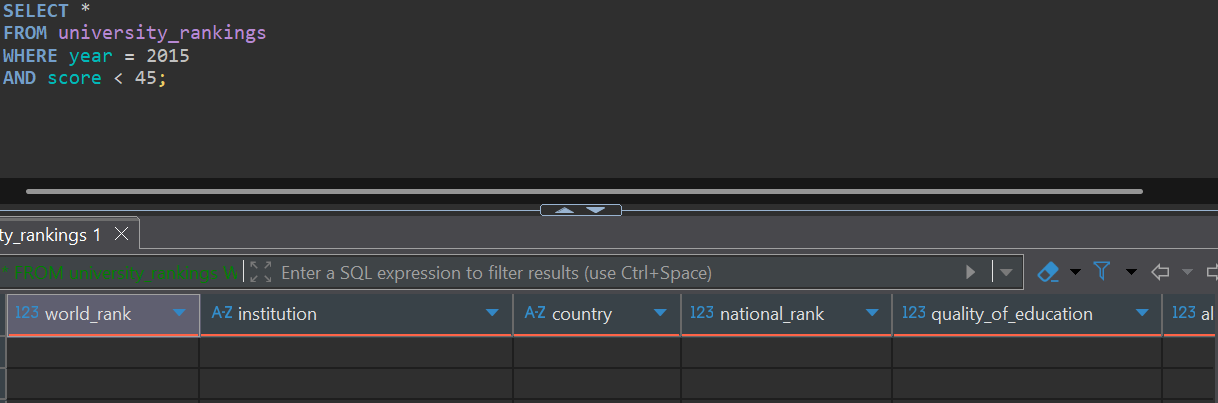 SELECT *
FROM university_rankings
WHERE year = 2015
AND score < 45;
ty_rankings 1
* FROM university_rankings W
Enter a SQL expression to filter results (use Ctrl+Space)
123 world_rank A-Z institution A-Z country 123 national_rank 123 quality_of_education 123 al